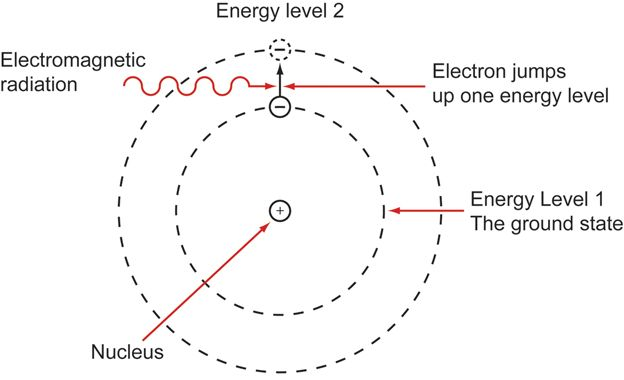 Energy level 2
Electromagnetic
radiation
Electron jumps
up one energy level
Energy Level 1
The ground state
Nucleus